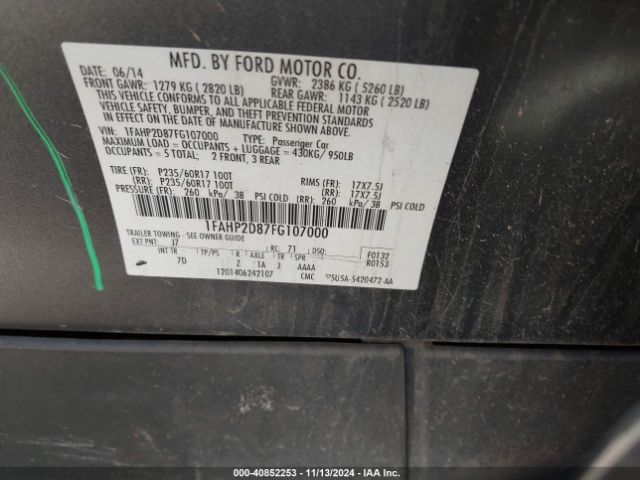 MFD. BY FORD MOTOR CO.
DATE: 06/14 GVWR: 2386 KG ( 5260 LB)
FRONT GAWR: 1279 KG ( 2820 LB) REAR GAWR: 1143 KG ( 2520 LB)
THIS VEHICLE CONFORMS TO ALL APPLICABLE FEDERAL MOTOR
VEHICLE SAFETY, BUMPER, AND THEFT PREVENTION STANDARDS
IN EFFECT ON THE DATE OF MANUFACTURE SHOWN ABOVE.
VIN: 1FAHP2D87FG107000 TYPE: Passenger Car
MAXIMUM LOAD = OCCUPANTS + LUGGAGE = 430KG/ 950LB
OCCUPANTS = 5 TOTAL; 2 FRONT, 3 REAR
TIRE (FR): P235/60R17 100T RIMS (FR): 17X7.5J
(RR): P235/60R17 100T (RR): 17X7.5J
PRESSURE (FR): 260 kPa/ 38 PSI COLD (RR): 260 kPa/ 38 PSI COLD
1FAHP2D87FG107000
TRAILER TOWING - SEE OWNER GUIDE
EXT PNT: J7 RC: 71 DSO: F0132
INT TR TP/PS R AXLE TR SPR R0153
7D 2 1A 3 AAAA
1201406242107 CMC 5U5A-5420472-AA
000-40852253 - 11/13/2024 - IAA Inc.